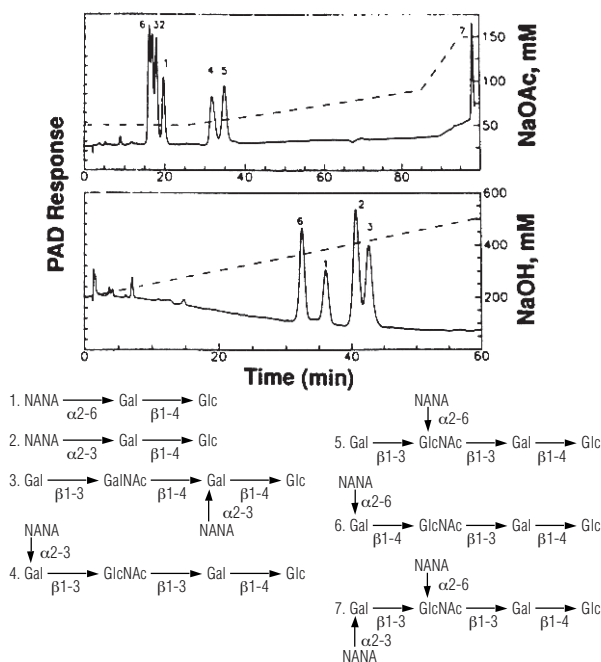 6 32 1 4 5 7
150
100
50
0 20 40 60 80
NaOAc, mM
PAD Response
6 1 2 3
600
400
200
0 20 40 60
NaOH, mM
Time (min)
1. NANA α2-6 Gal β1-4 Glc
2. NANA α2-3 Gal β1-4 Glc
3. Gal β1-3 GalNAc β1-4 Gal β1-4 Glc
α2-3
NANA
NANA
α2-3
4. Gal β1-3 GlcNAc β1-3 Gal β1-4 Glc
NANA
α2-6
5. Gal β1-3 GlcNAc β1-3 Gal β1-4 Glc
NANA
α2-6
6. Gal β1-4 GlcNAc β1-3 Gal β1-4 Glc
NANA
α2-6
7. Gal β1-3 GlcNAc β1-3 Gal β1-4 Glc
α2-3
NANA